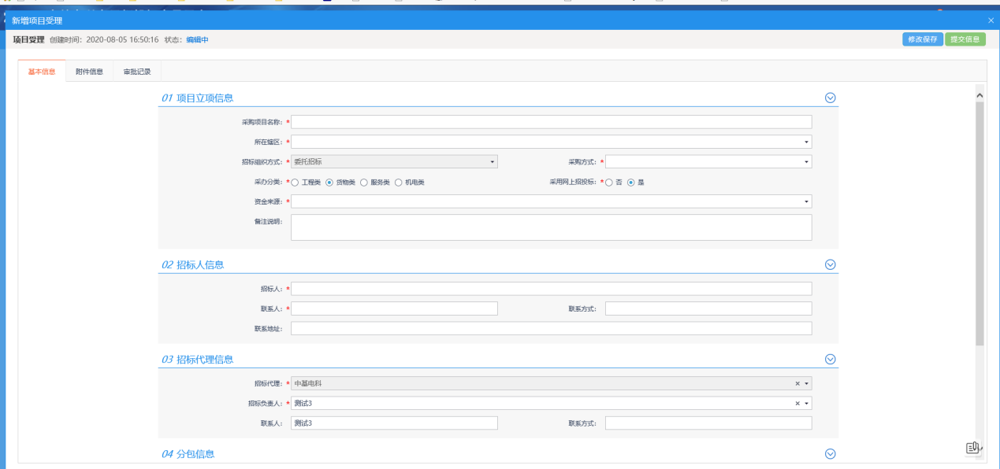 新增项目受理
项目受理 创建时间: 2020-08-05 16:50:16 状态: 编辑中 修改保存 提交信息
基本信息 附件信息 审批记录
01 项目立项信息
采购项目名称: *
所在辖区: *
招标组织方式: * 委托招标 采购方式: *
采办分类: * 工程类 货物类 服务类 机电类 采用网上招投标: * 否 是
资金来源: *
备注说明:
02 招标人信息
招标人: *
联系人: * 联系方式:
联系地址:
03 招标代理信息
招标代理: * 中基电科
招标负责人: * 测试3
联系人: 测试3 联系方式:
04 分包信息